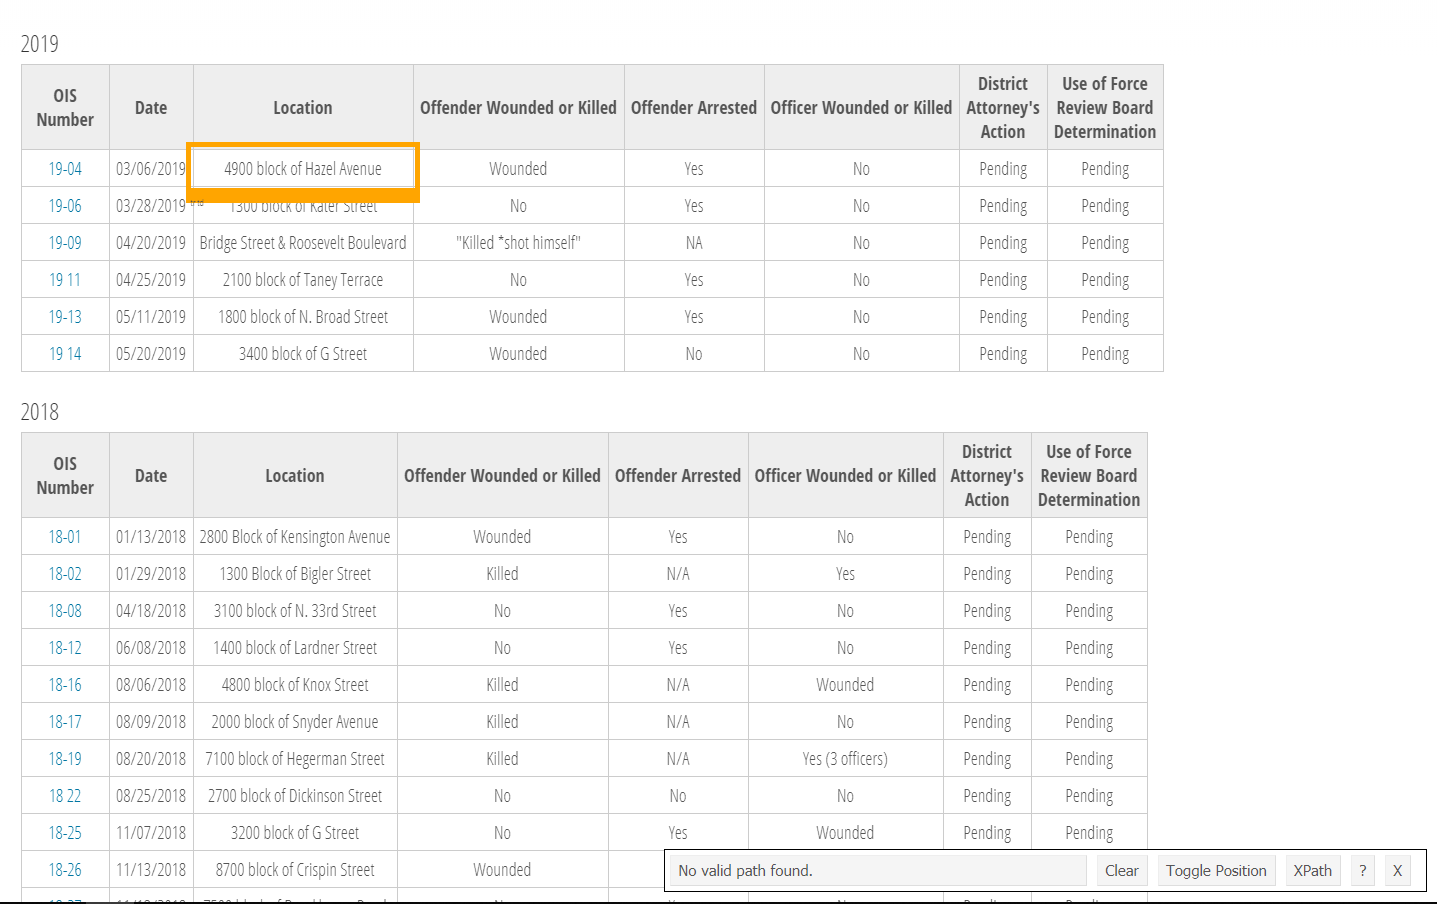 2019
OIS Number | Date | Location | Offender Wounded or Killed | Offender Arrested | Officer Wounded or Killed | District Attorney's Action | Use of Force Review Board Determination
19-04 | 03/06/2019 | 4900 block of Hazel Avenue | Wounded | Yes | No | Pending | Pending
19-06 | 03/28/2019 | tr td | 1300 block of Kater Street | No | Yes | No | Pending | Pending
19-09 | 04/20/2019 | Bridge Street & Roosevelt Boulevard | "Killed *shot himself" | NA | No | Pending | Pending
19 11 | 04/25/2019 | 2100 block of Taney Terrace | No | Yes | No | Pending | Pending
19-13 | 05/11/2019 | 1800 block of N. Broad Street | Wounded | Yes | No | Pending | Pending
19 14 | 05/20/2019 | 3400 block of G Street | Wounded | No | No | Pending | Pending
2018
OIS Number | Date | Location | Offender Wounded or Killed | Offender Arrested | Officer Wounded or Killed | District Attorney's Action | Use of Force Review Board Determination
18-01 | 01/13/2018 | 2800 Block of Kensington Avenue | Wounded | Yes | No | Pending | Pending
18-02 | 01/29/2018 | 1300 Block of Bigler Street | Killed | N/A | Yes | Pending | Pending
18-08 | 04/18/2018 | 3100 block of N. 33rd Street | No | Yes | No | Pending | Pending
18-12 | 06/08/2018 | 1400 block of Lardner Street | No | Yes | No | Pending | Pending
18-16 | 08/06/2018 | 4800 block of Knox Street | Killed | N/A | Wounded | Pending | Pending
18-17 | 08/09/2018 | 2000 block of Snyder Avenue | Killed | N/A | No | Pending | Pending
18-19 | 08/20/2018 | 7100 block of Hegerman Street | Killed | N/A | Yes (3 officers) | Pending | Pending
18 22 | 08/25/2018 | 2700 block of Dickinson Street | No | No | No | Pending | Pending
18-25 | 11/07/2018 | 3200 block of G Street | No | Yes | Wounded | Pending | Pending
18-26 | 11/13/2018 | 8700 block of Crispin Street | Wounded
No valid path found. | Clear | Toggle Position | XPath | ? | X